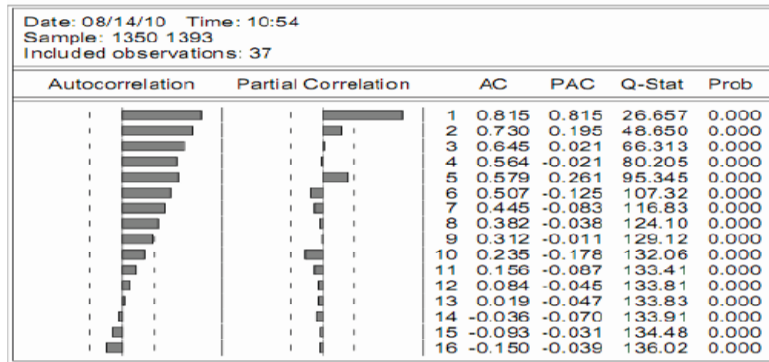 Date: 08/14/10 Time: 10:54
Sample: 1350 1393
Included observations: 37
Autocorrelation Partial Correlation AC PAC Q-Stat Prob
1 0.815 0.815 26.657 0.000
2 0.730 0.195 48.650 0.000
3 0.645 0.021 66.313 0.000
4 0.564 -0.021 80.205 0.000
5 0.579 0.261 95.345 0.000
6 0.507 -0.125 107.32 0.000
7 0.445 -0.083 116.83 0.000
8 0.382 -0.038 124.10 0.000
9 0.312 -0.011 129.12 0.000
10 0.235 -0.178 132.06 0.000
11 0.156 -0.087 133.41 0.000
12 0.084 -0.045 133.81 0.000
13 0.019 -0.047 133.83 0.000
14 -0.036 -0.070 133.91 0.000
15 -0.093 -0.031 134.48 0.000
16 -0.150 -0.039 136.02 0.000